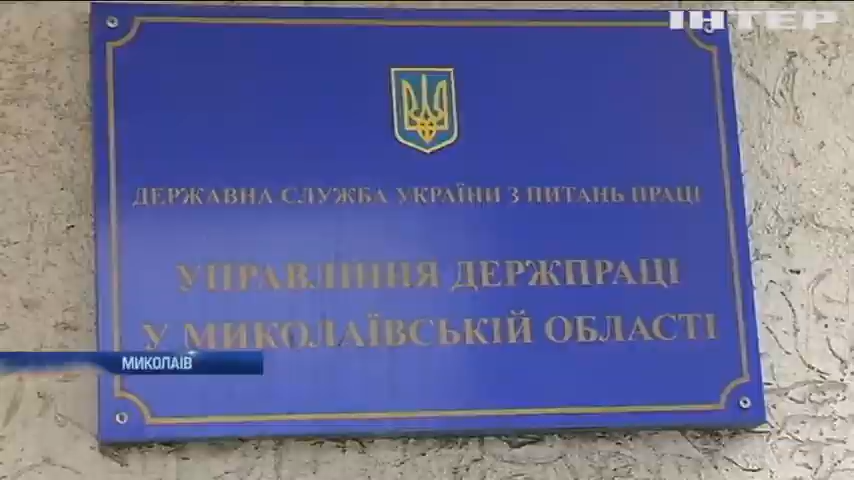 ІНТЕР
ДЕРЖАВНА СЛУЖБА УКРАЇНИ З ПИТАНЬ ПРАЦІ
УПРАВЛІННЯ ДЕРЖПРАЦІ
У МИКОЛАЇВСЬКІЙ ОБЛАСТІ
МИКОЛАЇВ